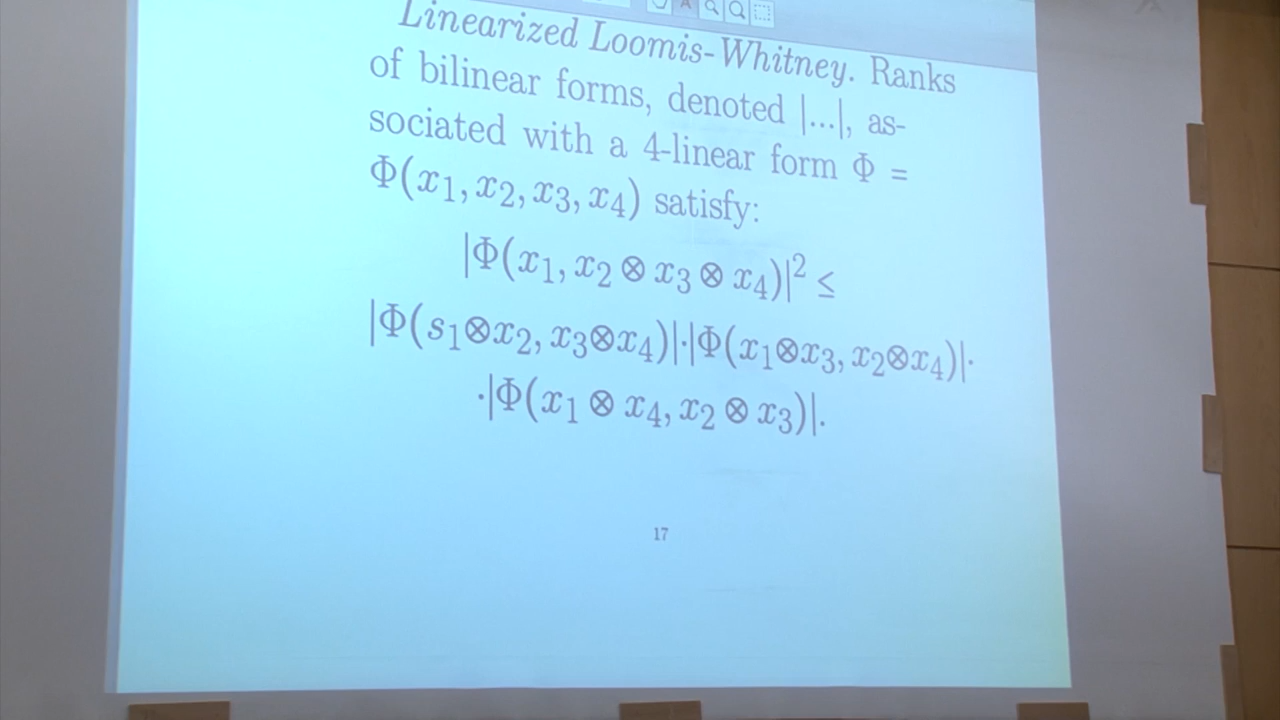 Linearized Loomis-Whitney. Ranks
of bilinear forms, denoted |...|, as-
sociated with a 4-linear form Φ =
Φ(x₁, x₂, x₃, x₄) satisfy:
|Φ(x₁, x₂ ⊗ x₃ ⊗ x₄)|² ≤
|Φ(s₁⊗x₂, x₃⊗x₄)|·|Φ(x₁⊗x₃, x₂⊗x₄)|·
·|Φ(x₁ ⊗ x₄, x₂ ⊗ x₃)|.
17